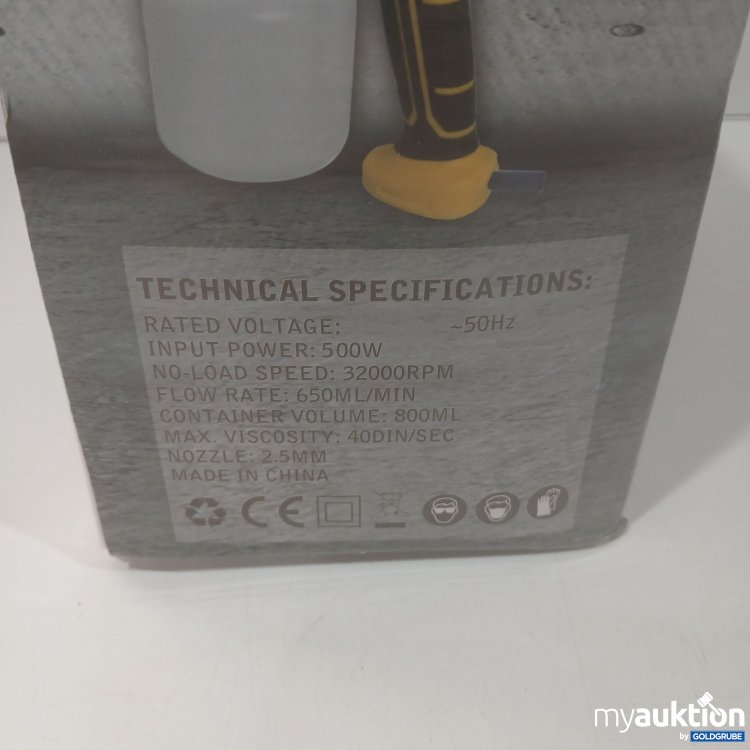 TECHNICAL SPECIFICATIONS:
RATED VOLTAGE: ~50Hz
INPUT POWER: 500W
NO-LOAD SPEED: 32000RPM
FLOW RATE: 650ML/MIN
CONTAINER VOLUME: 800ML
MAX. VISCOSITY: 40DIN/SEC
NOZZLE: 2.5MM
MADE IN CHINA
CE
myauktion
by GOLDGRUBE